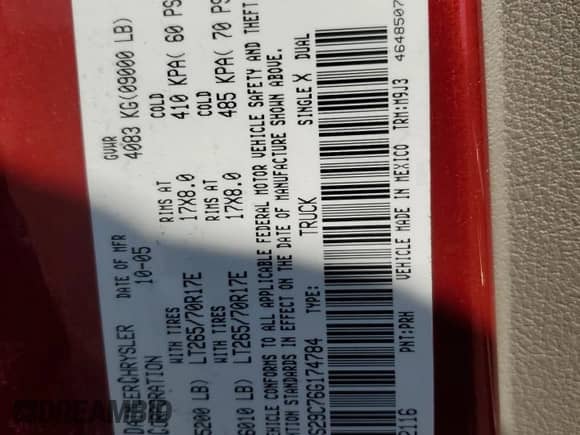 DATE OF MFR GVWR
CORPORATION 10-05 4083 KG(09000 LB)
WITH TIRES RIMS AT COLD
5200 LB) LT265/70R17E 17X8.0 410 KPA( 60 PS
WITH TIRES RIMS AT COLD
6010 LB) LT265/70R17E 17X8.0 485 KPA( 70 PS
VEHICLE CONFORMS TO ALL APPLICABLE FEDERAL MOTOR VEHICLE SAFETY AND THEFT
STANDARDS IN EFFECT ON THE DATE OF MANUFACTURE SHOWN ABOVE.
S29C76G174784 TYPE: TRUCK SINGLE X DUAL
2116 PNT:PRH VEHICLE MADE IN MEXICO TRM:M9J3 4648507